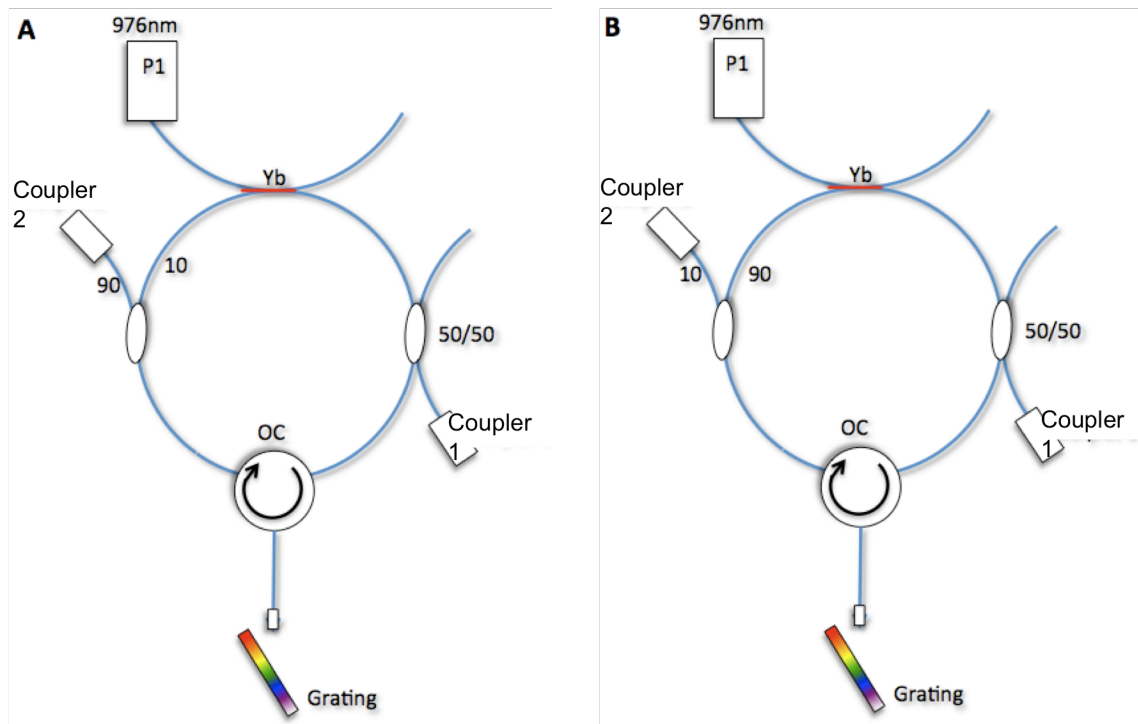 A
976nm
P1
Yb
Coupler
2
10
90
50/50
Coupler
1
OC
Grating
B
976nm
P1
Yb
Coupler
2
10
90
50/50
Coupler
1
OC
Grating